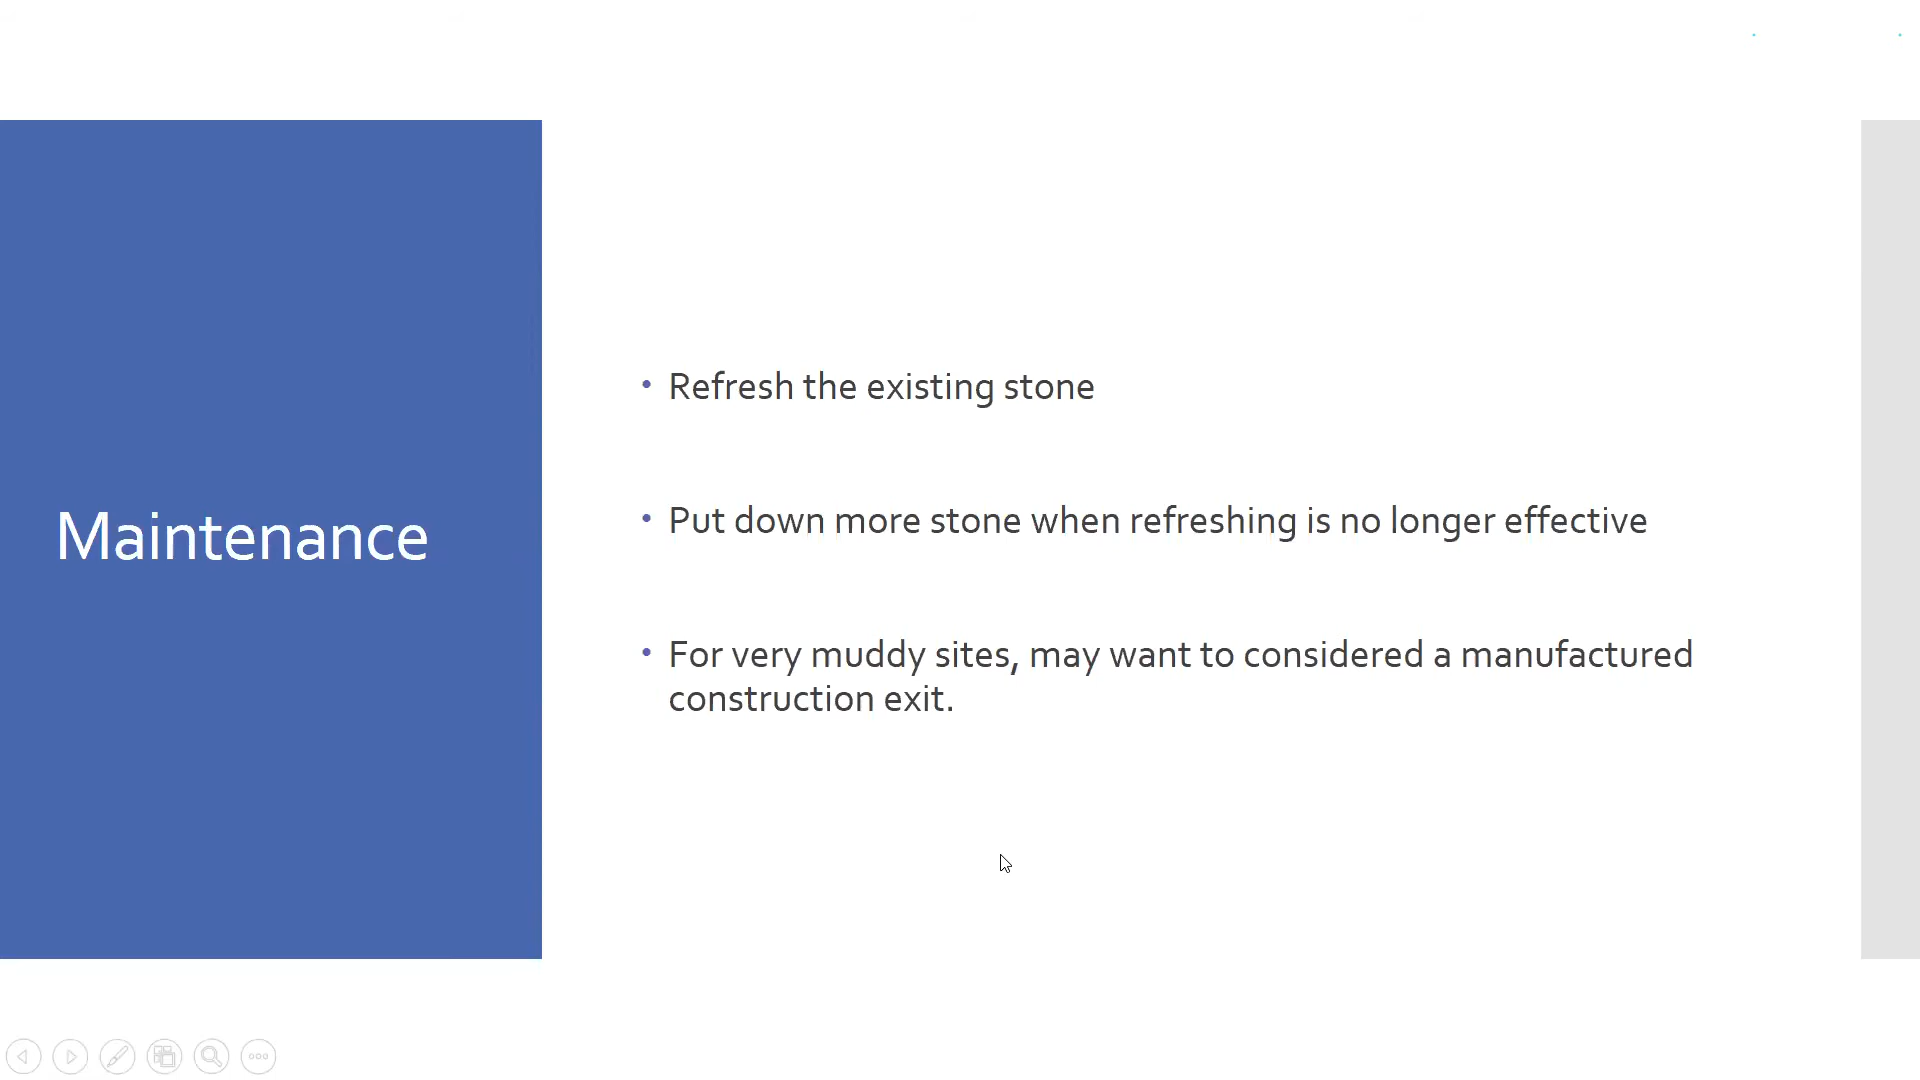 Maintenance
• Refresh the existing stone
• Put down more stone when refreshing is no longer effective
• For very muddy sites, may want to considered a manufactured
construction exit.